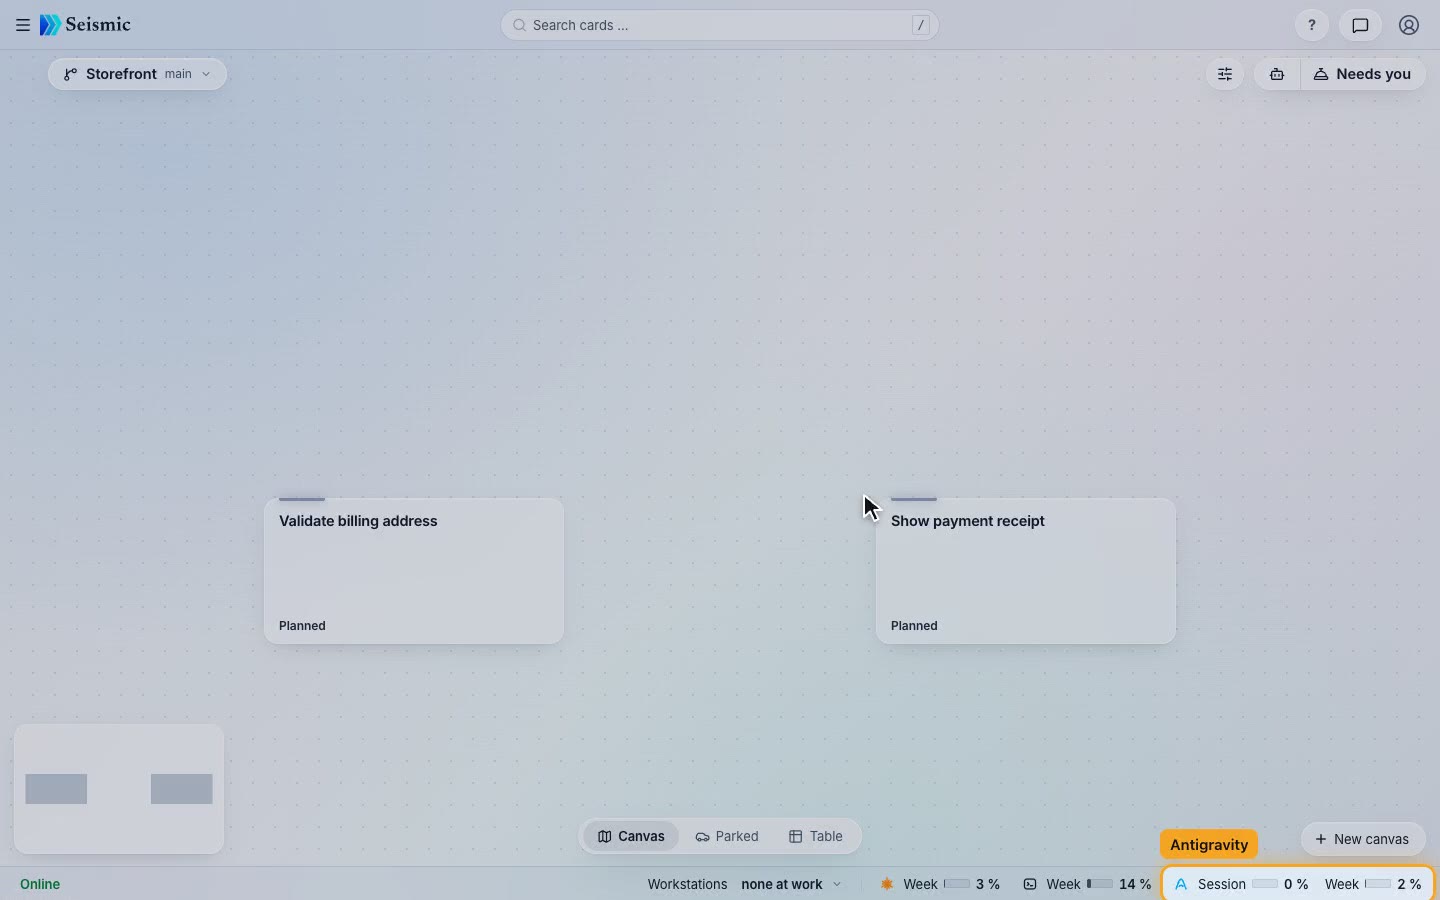 Seismic
Search cards ...
/
?
Storefront main
Needs you
Validate billing address
Planned
Show payment receipt
Planned
Canvas
Parked
Table
Antigravity
New canvas
Online
Workstations none at work
Week 3 %
Week 14 %
Session 0 %
Week 2 %